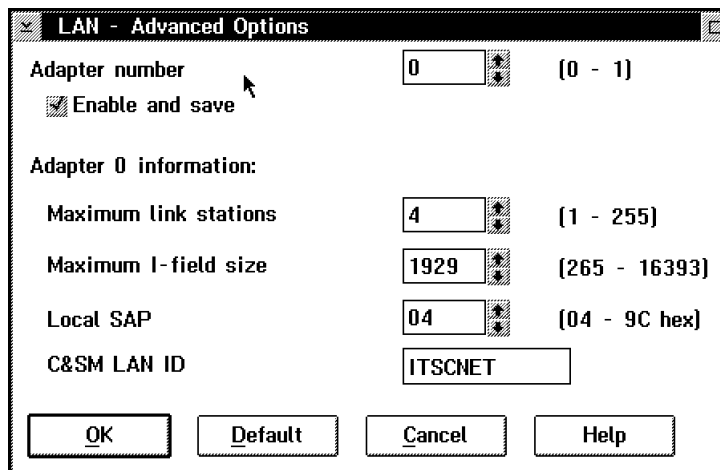 LAN - Advanced Options
Adapter number 0 (0 - 1)
Enable and save
Adapter 0 information:
Maximum link stations 4 (1 - 255)
Maximum I-field size 1929 (265 - 16393)
Local SAP 04 (04 - 9C hex)
C&SM LAN ID ITSCNET
OK Default Cancel Help